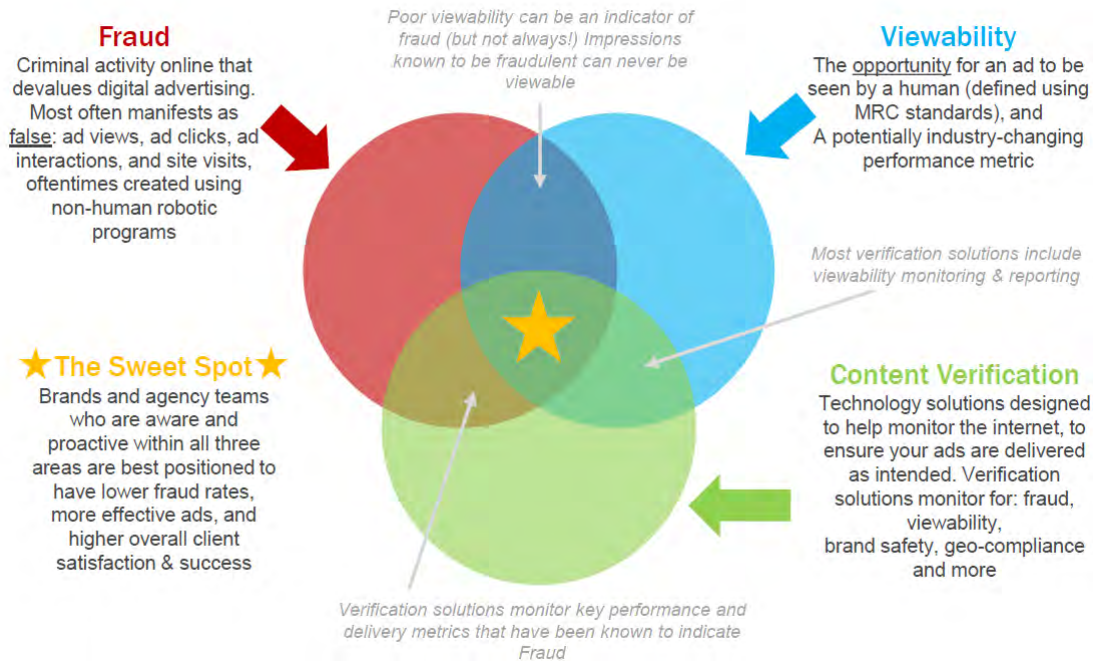 Poor viewability can be an indicator of
fraud (but not always!) Impressions
known to be fraudulent can never be
viewable
Fraud
Criminal activity online that
devalues digital advertising.
Most often manifests as
false: ad views, ad clicks, ad
interactions, and site visits,
oftentimes created using
non-human robotic
programs
Viewability
The opportunity for an ad to be
seen by a human (defined using
MRC standards), and
A potentially industry-changing
performance metric
Most verification solutions include
viewability monitoring & reporting
The Sweet Spot
Brands and agency teams
who are aware and
proactive within all three
areas are best positioned to
have lower fraud rates,
more effective ads, and
higher overall client
satisfaction & success
Content Verification
Technology solutions designed
to help monitor the internet, to
ensure your ads are delivered
as intended. Verification
solutions monitor for: fraud,
viewability,
brand safety, geo-compliance
and more
Verification solutions monitor key performance and
delivery metrics that have been known to indicate
Fraud